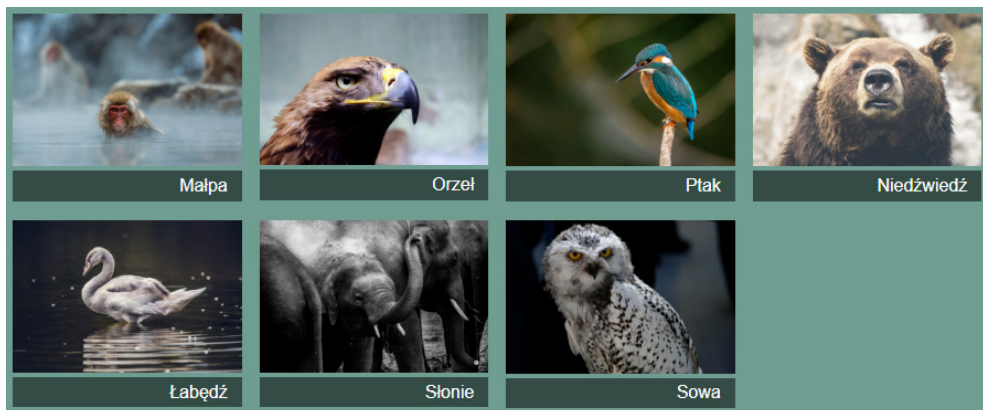 Małpa
Orzeł
Ptak
Niedźwiedź
Łabędź
Słonie
Sowa